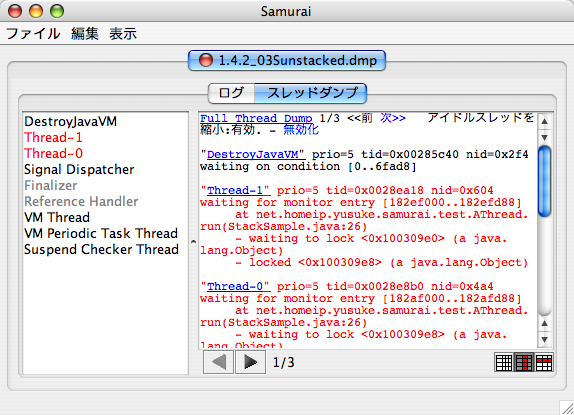 Samurai
ファイル 編集 表示
1.4.2_03Sunstacked.dmp
ログ スレッドダンプ
DestroyJavaVM
Thread-1
Thread-0
Signal Dispatcher
Finalizer
Reference Handler
VM Thread
VM Periodic Task Thread
Suspend Checker Thread
Full Thread Dump 1/3 <<前 次>> アイドルスレッドを
縮小:有効. - 無効化
"DestroyJavaVM" prio=5 tid=0x00285c40 nid=0x2f4
waiting on condition [0..6fad8]
"Thread-1" prio=5 tid=0x0028ea18 nid=0x604
waiting for monitor entry [182ef000..182efd88]
at net.homeip.yusuke.samurai.test.AThread.
run(StackSample.java:26)
- waiting to lock <0x100309e0> (a java.
lang.Object)
- locked <0x100309e8> (a java.lang.Object)
"Thread-0" prio=5 tid=0x0028e8b0 nid=0x4a4
waiting for monitor entry [182af000..182afd88]
at net.homeip.yusuke.samurai.test.AThread.
run(StackSample.java:26)
- waiting to lock <0x100309e8> (a java.
lang.Object)
1/3